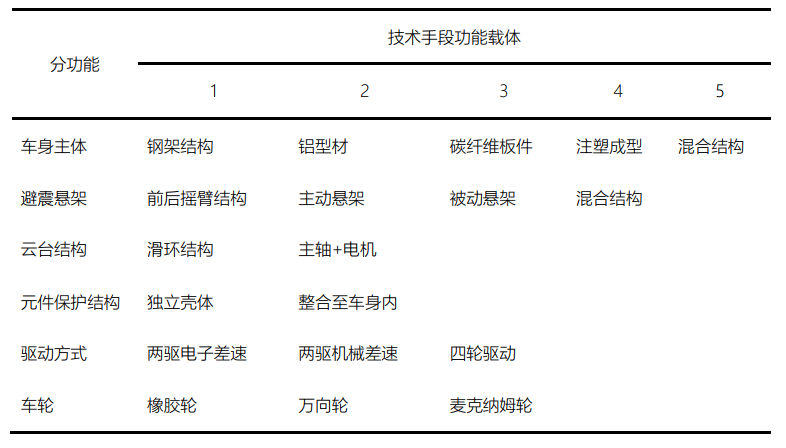 技术手段功能载体
分功能
1 2 3 4 5
车身主体 钢架结构 铝型材 碳纤维板件 注塑成型 混合结构
避震悬架 前后摇臂结构 主动悬架 被动悬架 混合结构
云台结构 滑环结构 主轴+电机
元件保护结构 独立壳体 整合至车身内
驱动方式 两驱电子差速 两驱机械差速 四轮驱动
车轮 橡胶轮 万向轮 麦克纳姆轮